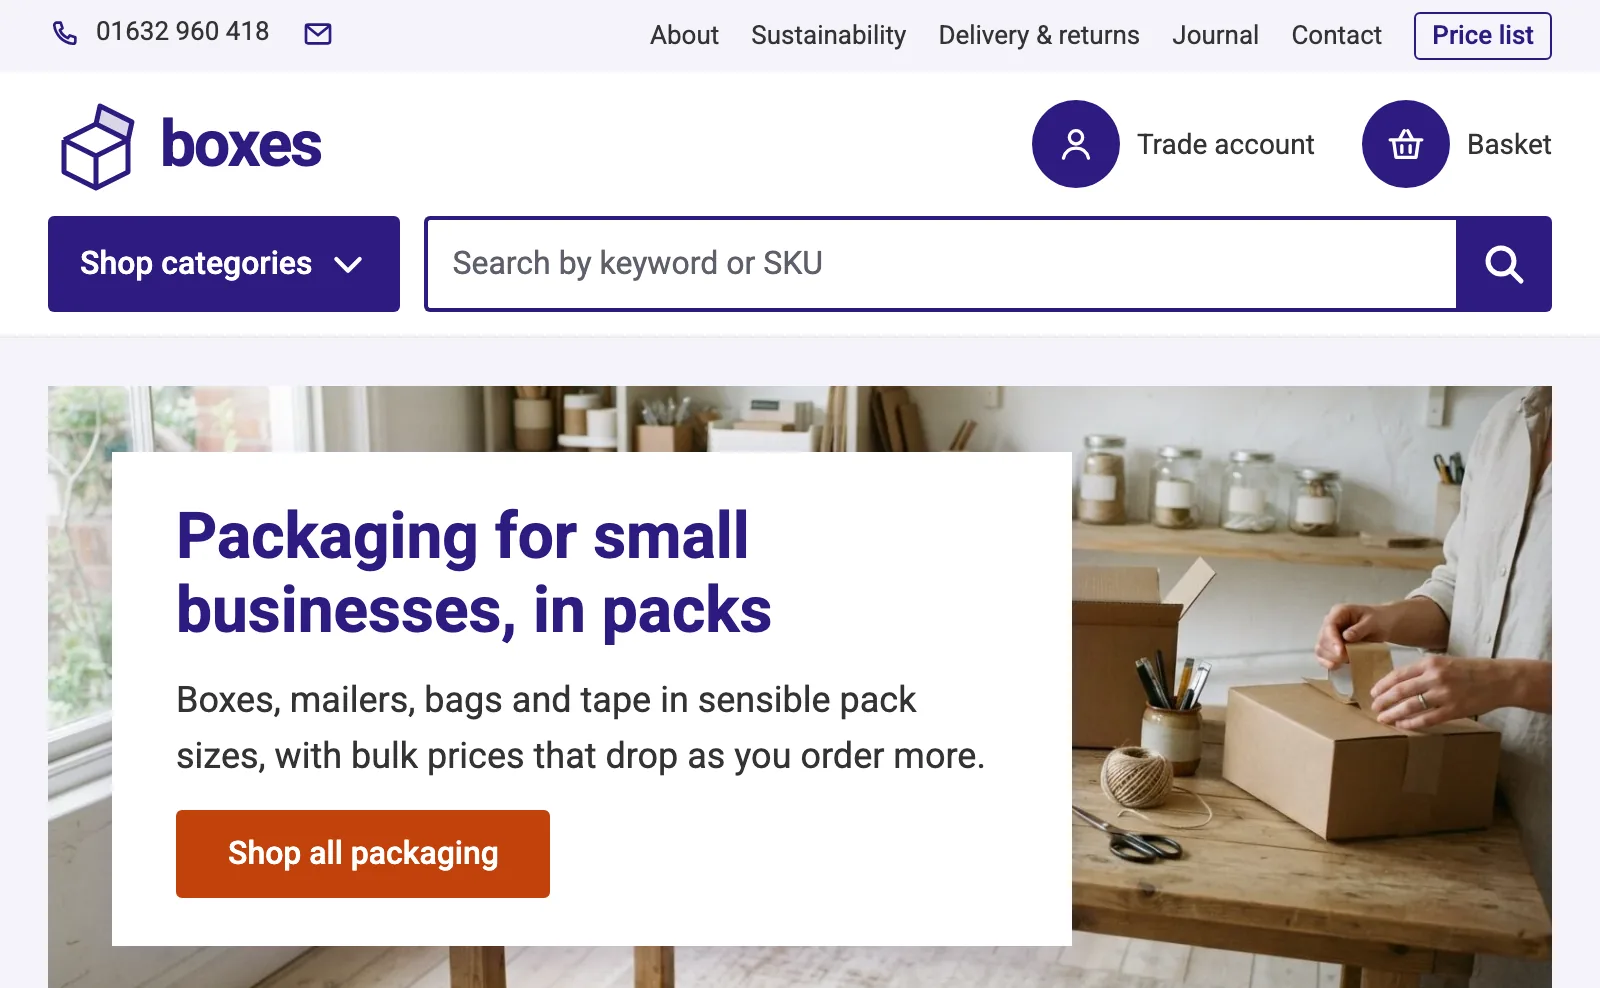 01632 960 418
About
Sustainability
Delivery & returns
Journal
Contact
Price list
boxes
Trade account
Basket
Shop categories
Search by keyword or SKU
Packaging for small
businesses, in packs
Boxes, mailers, bags and tape in sensible pack
sizes, with bulk prices that drop as you order more.
Shop all packaging